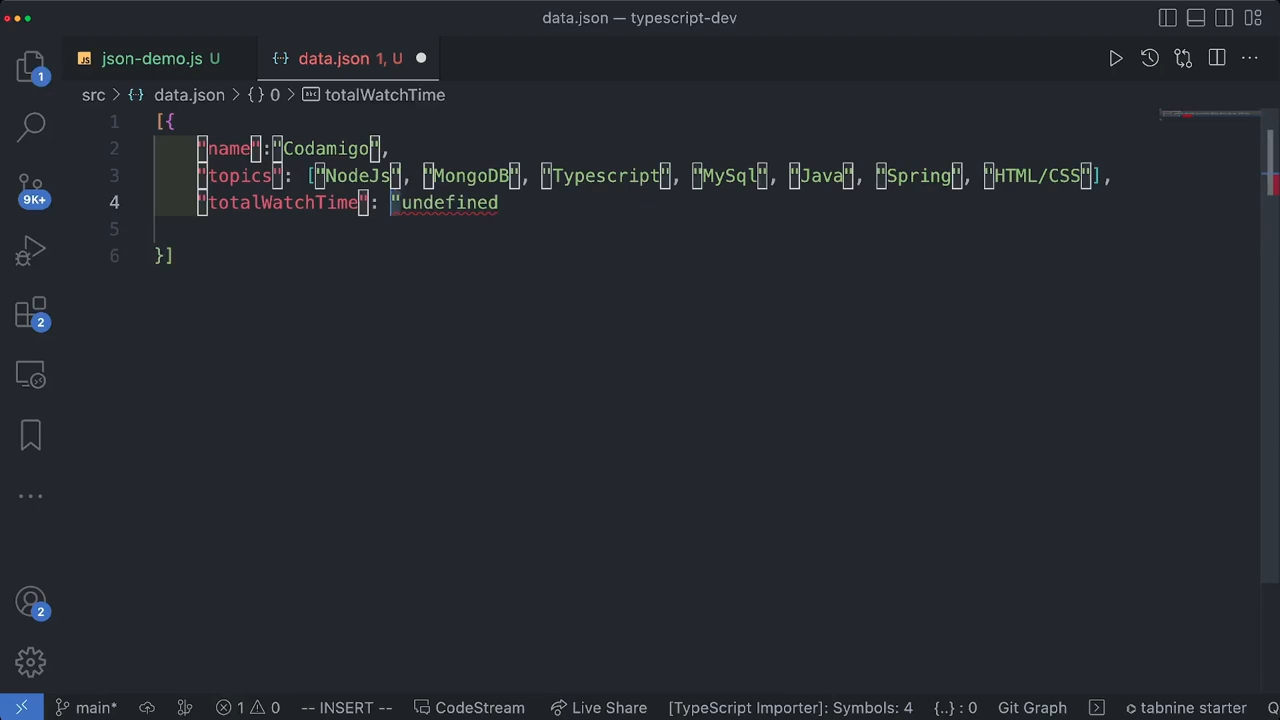 data.json — typescript-dev
JS json-demo.js U
{··} data.json 1, U
src > {··} data.json > { } 0 > abc totalWatchTime
1 [{
2 "name":"Codamigo",
3 "topics": ["NodeJs", "MongoDB", "Typescript", "MySql", "Java", "Spring", "HTML/CSS"],
4 "totalWatchTime": "undefined
5
6 }]
1
9K+
2
2
main* 1 0 -- INSERT -- CodeStream Live Share [TypeScript Importer]: Symbols: 4 {..} : 0 Git Graph tabnine starter Q